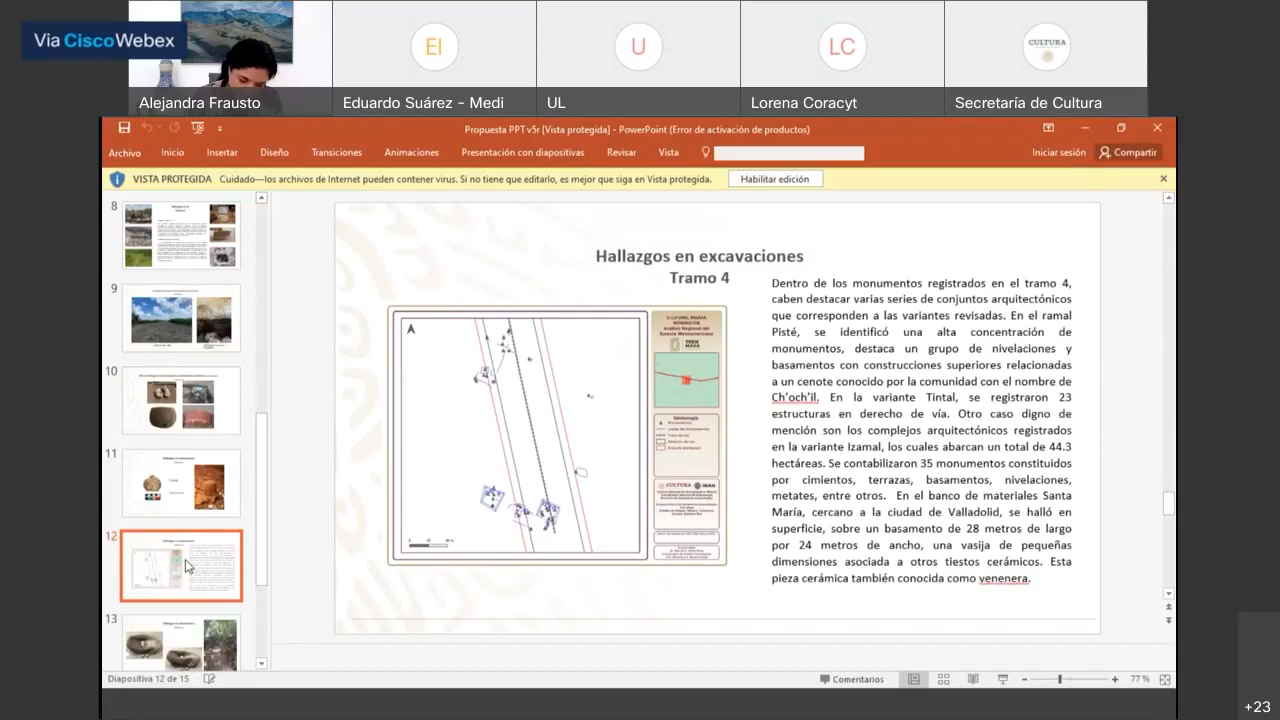 Via Cisco Webex
EI
U
LC
CULTURA
Alejandra Frausto
Eduardo Suárez - Medi
UL
Lorena Coracyt
Secretaría de Cultura
Propuesta PPT v5r [Vista protegida] - PowerPoint (Error de activación de productos)
Archivo
Inicio
Insertar
Diseño
Transiciones
Animaciones
Presentación con diapositivas
Revisar
Vista
Iniciar sesión
Compartir
VISTA PROTEGIDA
Cuidado—los archivos de Internet pueden contener virus. Si no tiene que editarlo, es mejor que siga en Vista protegida.
Habilitar edición
8
9
10
11
12
13
Hallazgos en excavaciones
Tramo 4
TREN
MAYA
CULTURA
INAH
Dentro de los monumentos registrados en el tramo 4,
caben destacar varias series de conjuntos arquitectónicos
que corresponden a las variantes revisadas. En el ramal
Pisté, se identificó una alta concentración de
monumentos, destaca un grupo de nivelaciones y
basamentos con construcciones superiores relacionadas
a un cenote conocido por la comunidad con el nombre de
Ch'och'il. En la variante Tintal, se registraron 23
estructuras en derecho de vía. Otro caso digno de
mención son los complejos arquitectónicos registrados
en la variante Izamal, los cuales abarcan un total de 44.3
hectáreas. Se contabilizaron 35 monumentos constituidos
por cimientos, terrazas, basamentos, nivelaciones,
metates, entre otros. En el banco de materiales Santa
María, cercano a la ciudad de Valladolid, se halló en
superficie, sobre un basamento de 28 metros de largo
por 24 metros de ancho, una vasija de pequeñas
dimensiones asociada a otros tiestos cerámicos. Esta
pieza cerámica también conocida como venenera.
Diapositiva 12 de 15
Comentarios
77 %
+23